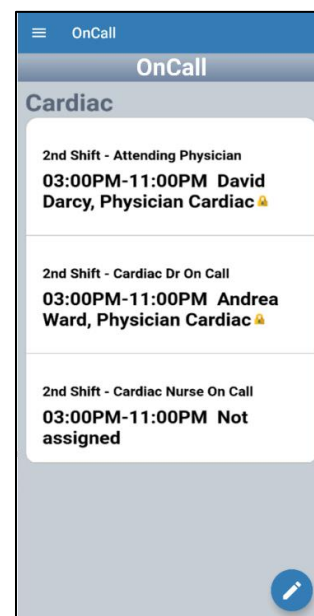 OnCall
OnCall
Cardiac
2nd Shift - Attending Physician
03:00PM-11:00PM David
Darcy, Physician Cardiac
2nd Shift - Cardiac Dr On Call
03:00PM-11:00PM Andrea
Ward, Physician Cardiac
2nd Shift - Cardiac Nurse On Call
03:00PM-11:00PM Not
assigned